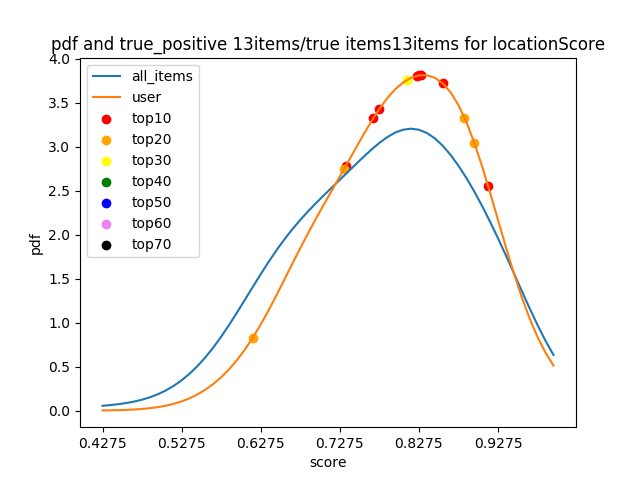 pdf and true_positive 13items/true items13items for locationScore
4.0
3.5
3.0
2.5
2.0
1.5
1.0
0.5
0.0
pdf
all_items
user
top10
top20
top30
top40
top50
top60
top70
0.4275 0.5275 0.6275 0.7275 0.8275 0.9275
score